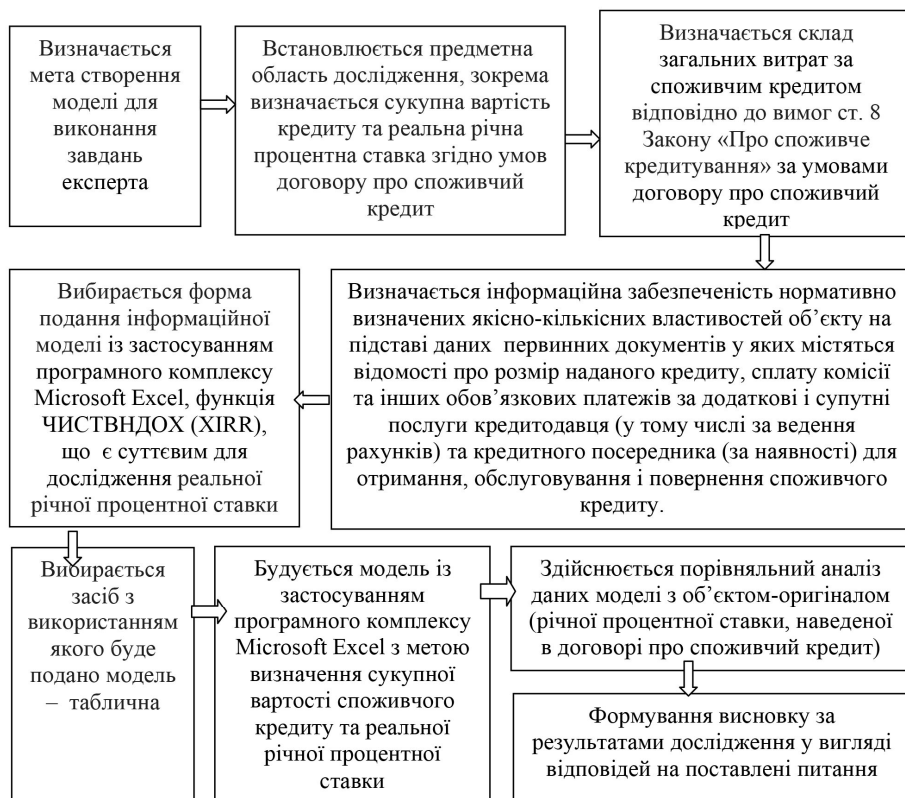 Визначається
мета створення
моделі для
виконання
завдань
експерта
Встановлюється предметна
область дослідження, зокрема
визначається сукупна вартість
кредиту та реальна річна
процентна ставка згідно умов
договору про споживчий
кредит
Визначається склад
загальних витрат за
споживчим кредитом
відповідно до вимог ст. 8
Закону «Про споживче
кредитування» за умовами
договору про споживчий
кредит
Визначається інформаційна забезпеченість нормативно
визначених якісно-кількісних властивостей об’єкту на
підставі даних первинних документів у яких містяться
відомості про розмір наданого кредиту, сплату комісії
та інших обов’язкових платежів за додаткові і супутні
послуги кредитодавця (у тому числі за ведення
рахунків) та кредитного посередника (за наявності) для
отримання, обслуговування і повернення споживчого
кредиту.
Вибирається форма
подання інформаційної
моделі із застосуванням
програмного комплексу
Microsoft Excel, функція
ЧИСТВНДОХ (XIRR),
що є суттєвим для
дослідження реальної
річної процентної ставки
Вибирається
засіб з
використанням
якого буде
подано модель
– таблична
Будується модель із
застосуванням
програмного комплексу
Microsoft Excel з метою
визначення сукупної
вартості споживчого
кредиту та реальної
річної процентної
ставки
Здійснюється порівняльний аналіз
даних моделі з об’єктом-оригіналом
(річної процентної ставки, наведеної
в договорі про споживчий кредит)
Формування висновку за
результатами дослідження у вигляді
відповідей на поставлені питання